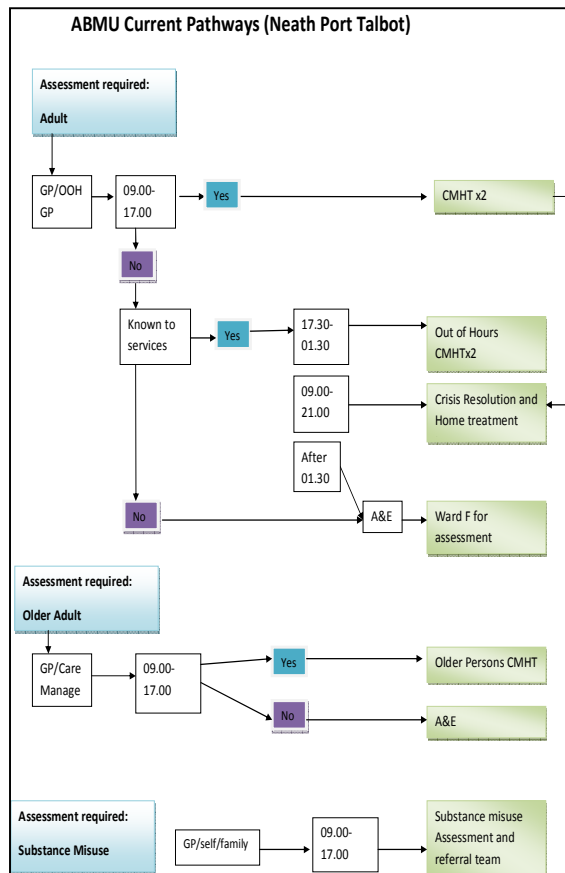 ABMU Current Pathways (Neath Port Talbot)
Assessment required:
Adult
GP/OOH
GP
09.00-
17.00
Yes
CMHT x2
No
Known to
services
Yes
17.30-
01.30
Out of Hours
CMHTx2
09.00-
21.00
Crisis Resolution and
Home treatment
After
01.30
No
A&E
Ward F for
assessment
Assessment required:
Older Adult
GP/Care
Manage
09.00-
17.00
Yes
Older Persons CMHT
No
A&E
Assessment required:
Substance Misuse
GP/self/family
09.00-
17.00
Substance misuse
Assessment and
referral team